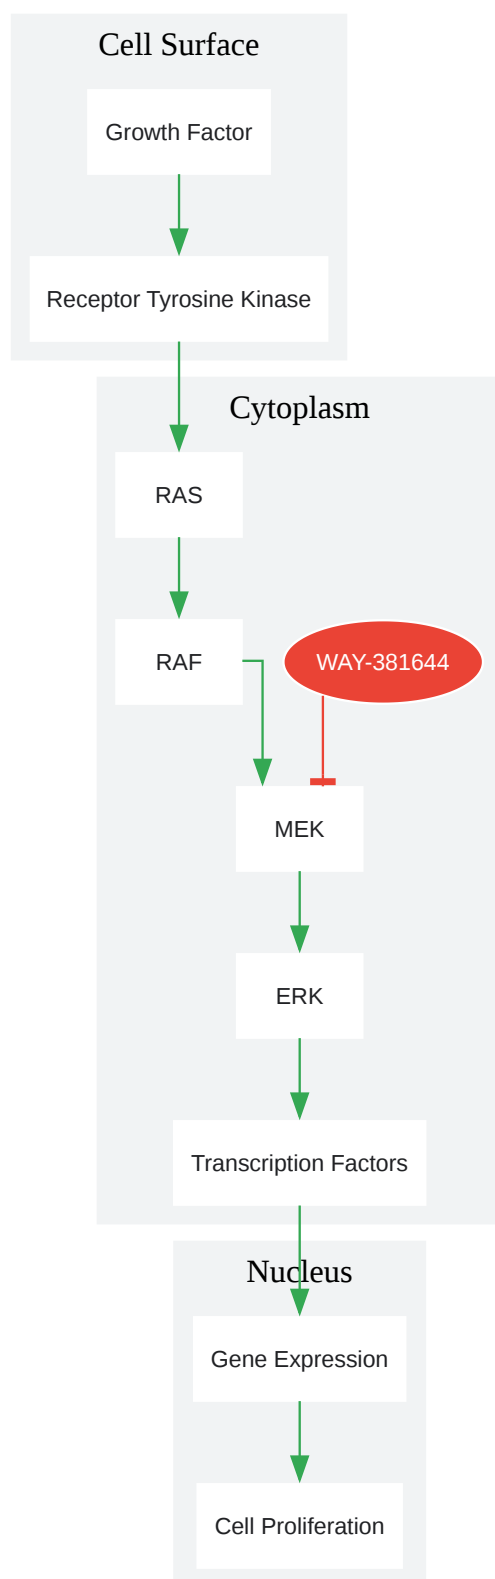 Cell Surface
Growth Factor
Receptor Tyrosine Kinase
Cytoplasm
RAS
RAF
WAY-381644
MEK
ERK
Transcription Factors
Nucleus
Gene Expression
Cell Proliferation